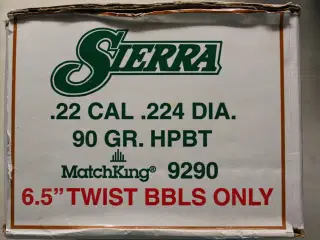 SIERRA
.22 CAL .224 DIA.
90 GR. HPBT
MatchKing® 9290
6.5" TWIST BBLS ONLY